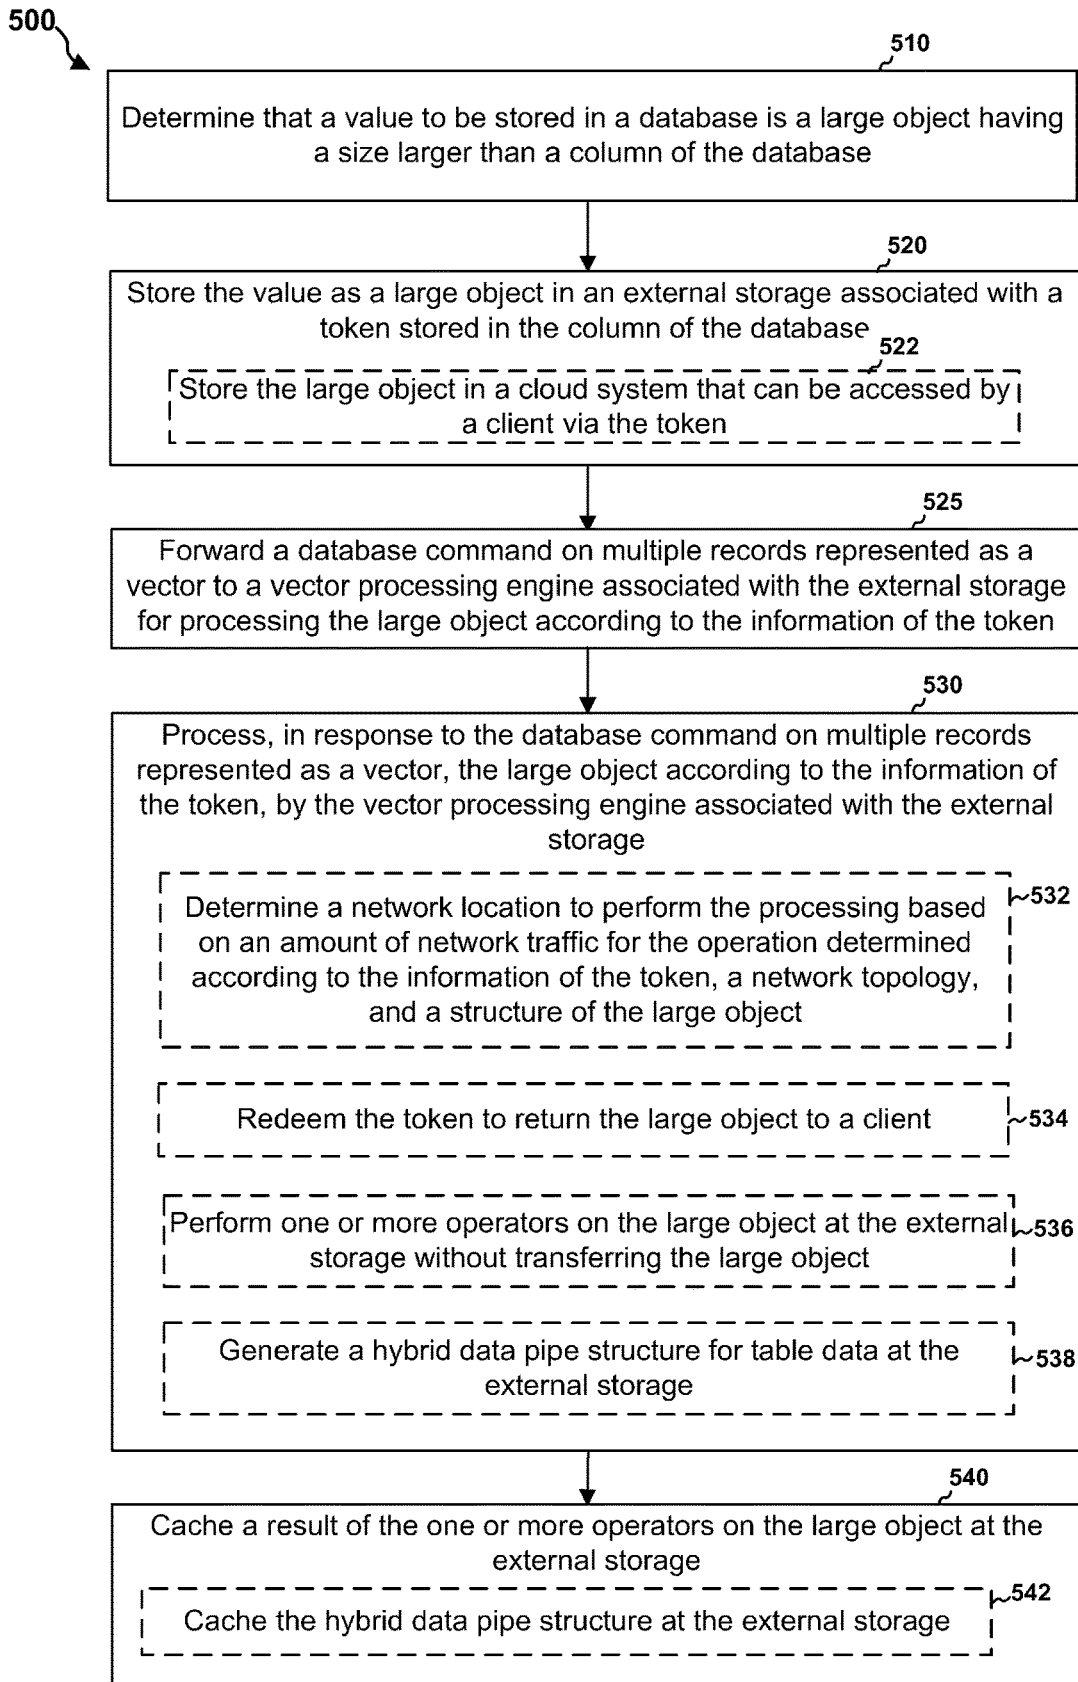 500
510
Determine that a value to be stored in a database is a large object having
a size larger than a column of the database
520
Store the value as a large object in an external storage associated with a
token stored in the column of the database
522
Store the large object in a cloud system that can be accessed by
a client via the token
525
Forward a database command on multiple records represented as a
vector to a vector processing engine associated with the external storage
for processing the large object according to the information of the token
530
Process, in response to the database command on multiple records
represented as a vector, the large object according to the information of
the token, by the vector processing engine associated with the external
storage
532
Determine a network location to perform the processing based
on an amount of network traffic for the operation determined
according to the information of the token, a network topology,
and a structure of the large object
Redeem the token to return the large object to a client
534
Perform one or more operators on the large object at the external
storage without transferring the large object
536
Generate a hybrid data pipe structure for table data at the
external storage
538
540
Cache a result of the one or more operators on the large object at the
external storage
542
Cache the hybrid data pipe structure at the external storage